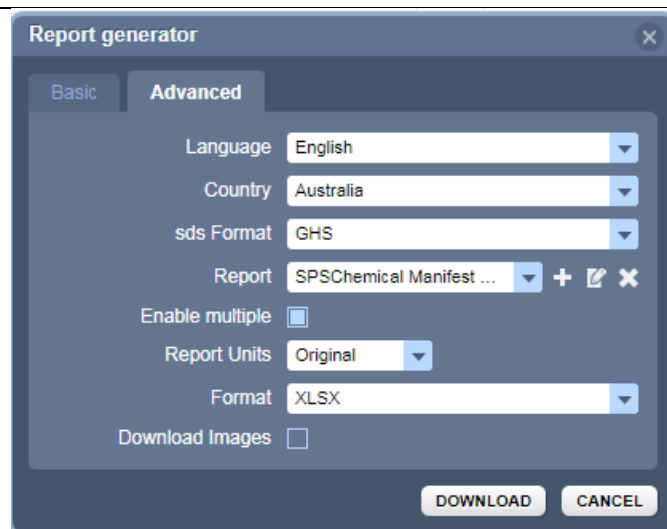 Report generator
Basic Advanced
Language English
Country Australia
sds Format GHS
Report SPSChemical Manifest ...
Enable multiple
Report Units Original
Format XLSX
Download Images
DOWNLOAD CANCEL